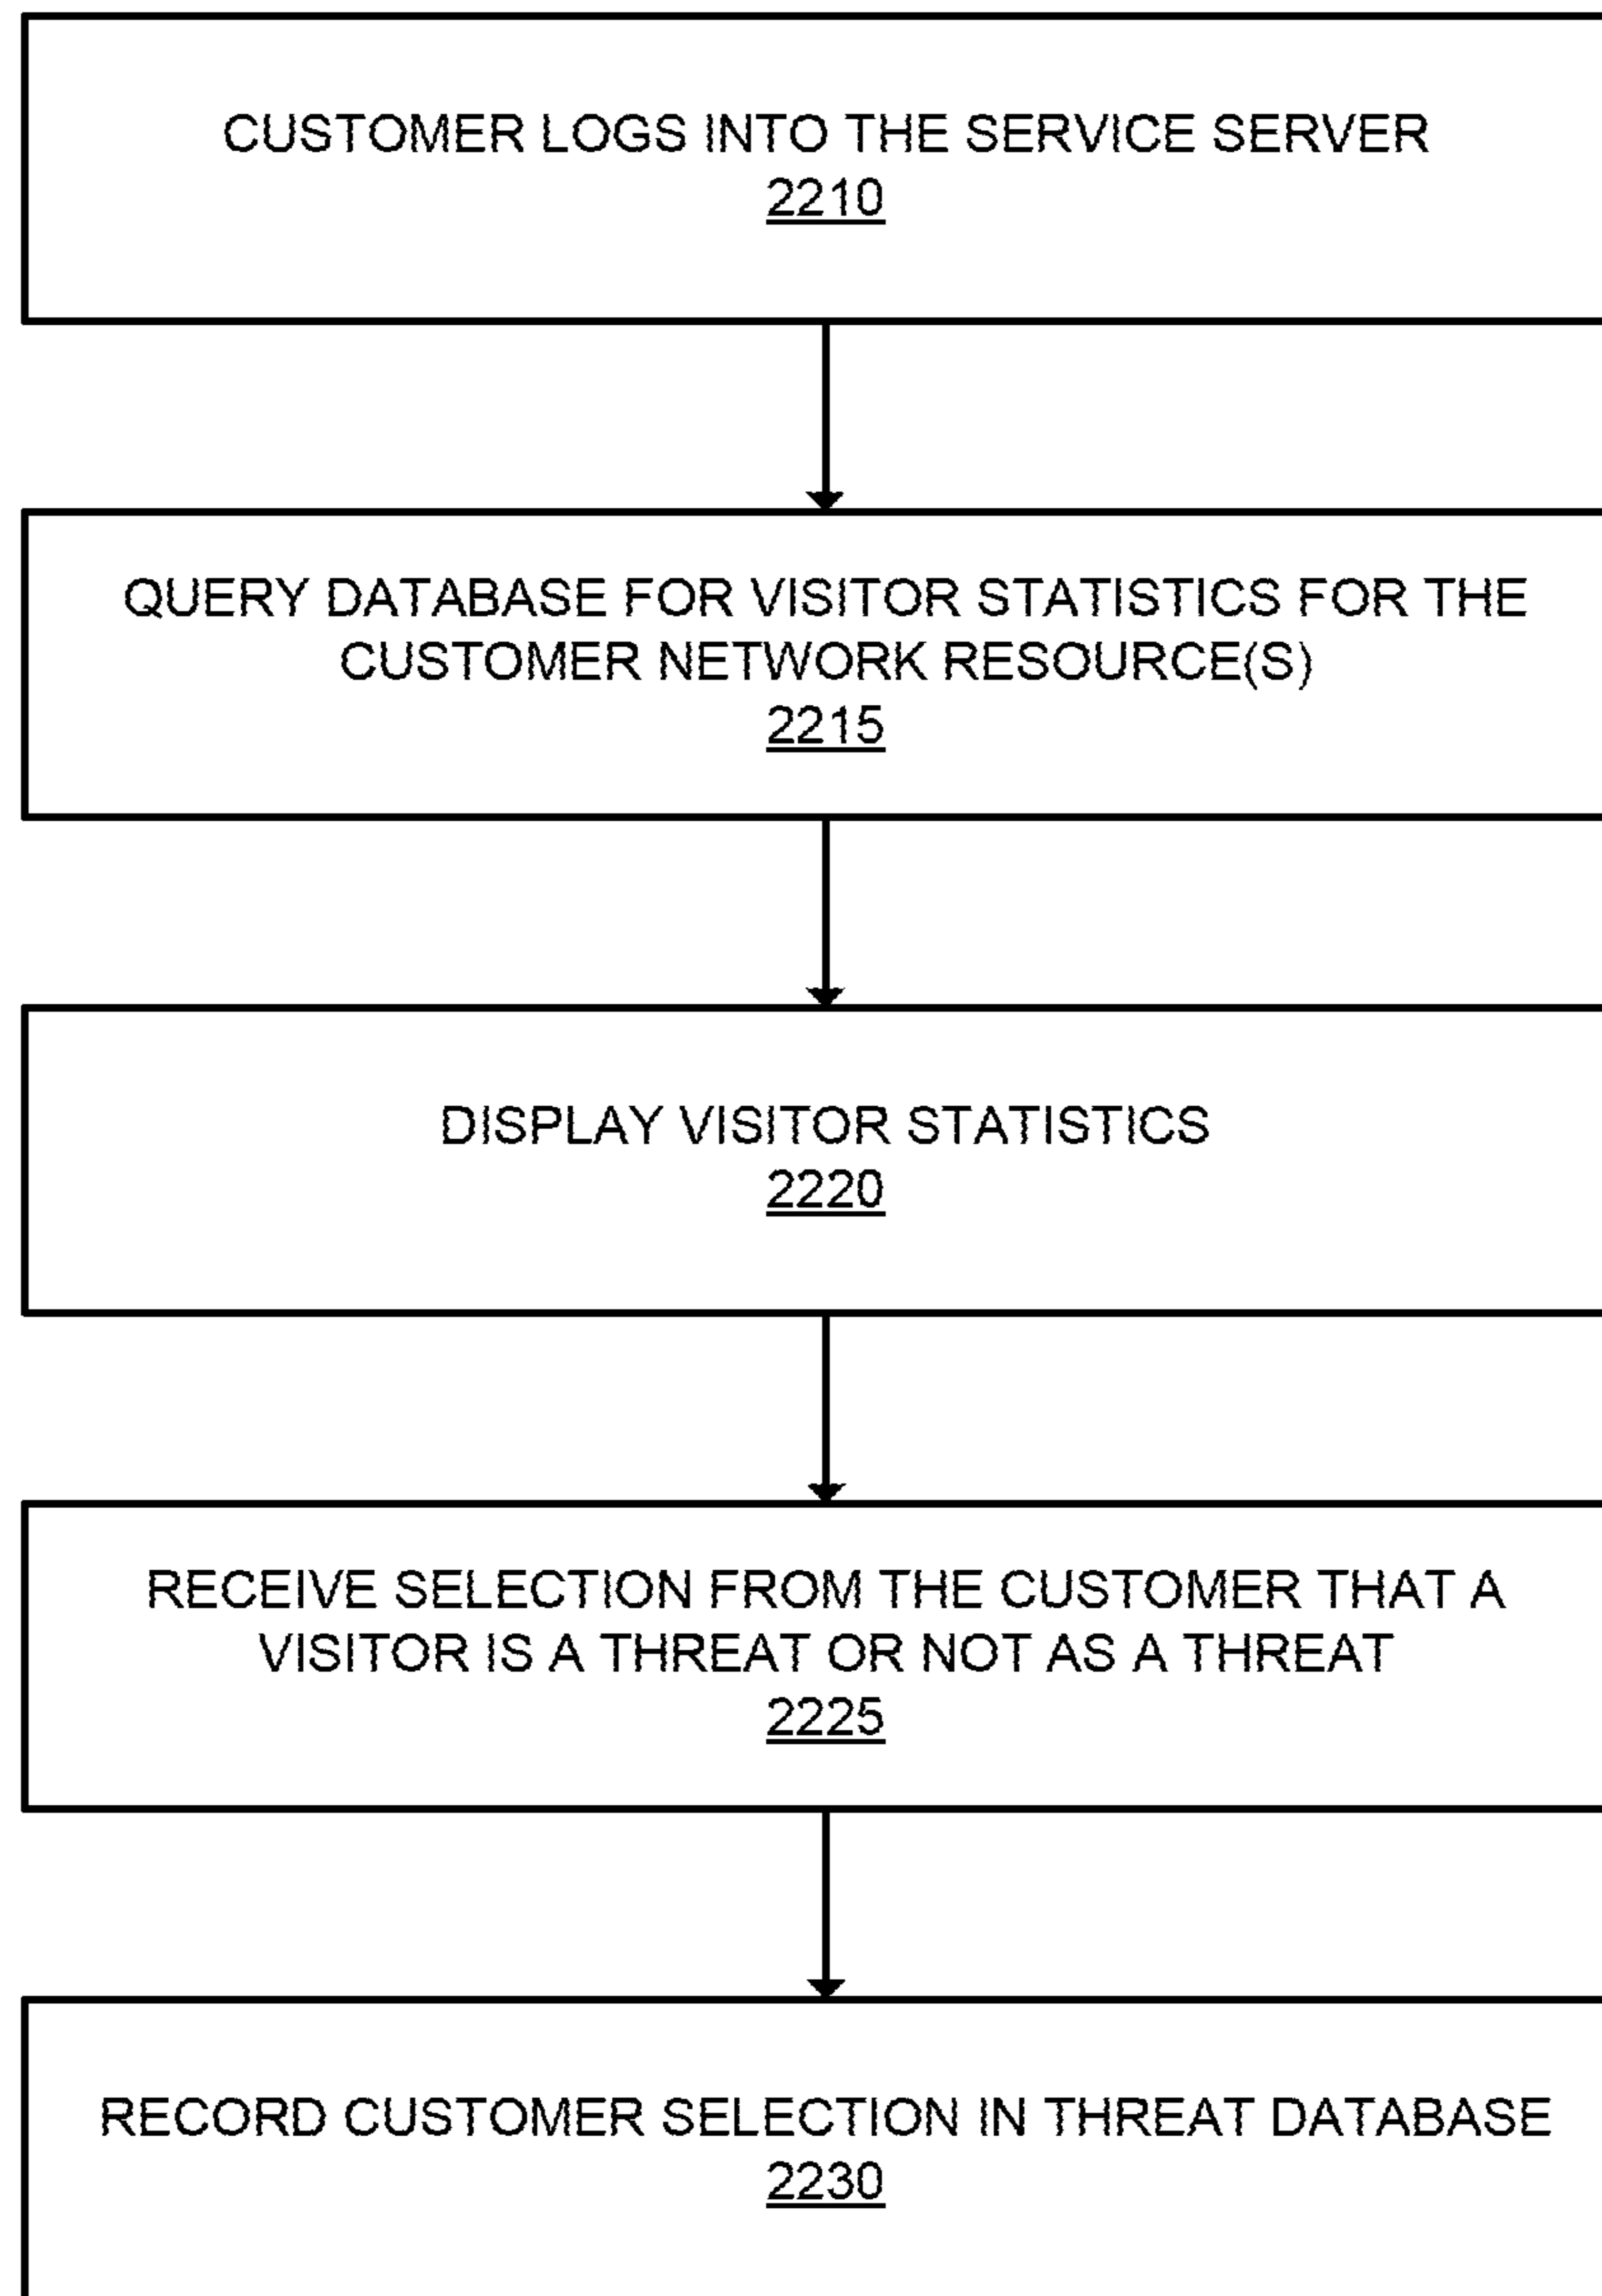 CUSTOMER LOGS INTO THE SERVICE SERVER
2210
QUERY DATABASE FOR VISITOR STATISTICS FOR THE
CUSTOMER NETWORK RESOURCE(S)
2215
DISPLAY VISITOR STATISTICS
2220
RECEIVE SELECTION FROM THE CUSTOMER THAT A
VISITOR IS A THREAT OR NOT AS A THREAT
2225
RECORD CUSTOMER SELECTION IN THREAT DATABASE
2230